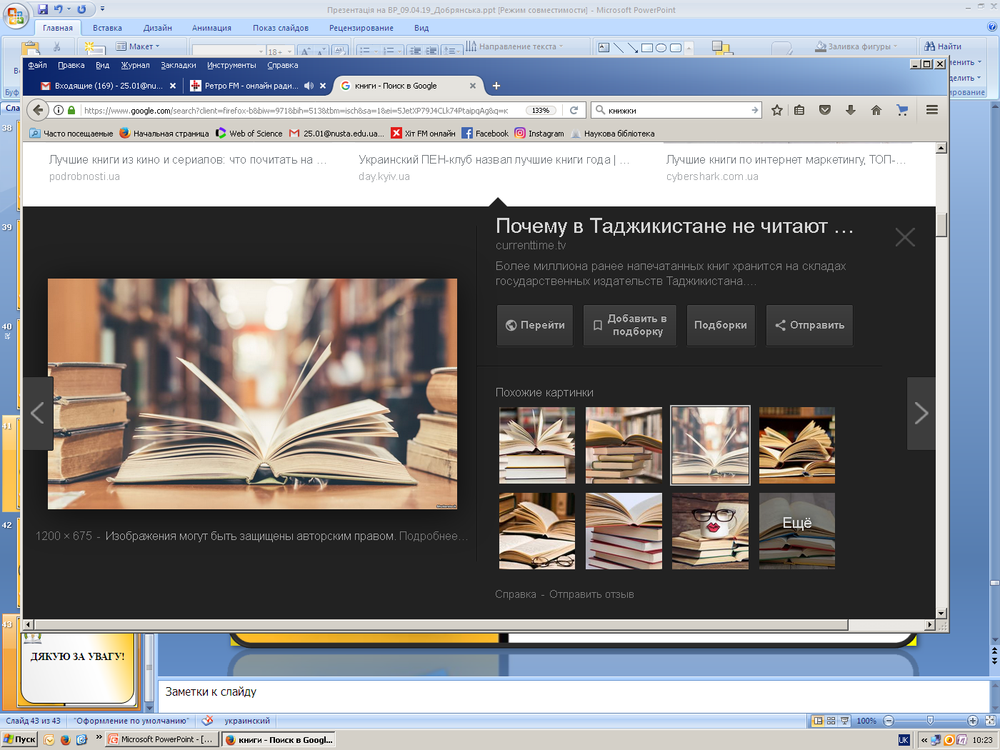 Презентація на ВР_09.04.19_Добрянська.ppt [Режим совместимости] - Microsoft PowerPoint
Главная Вставка Дизайн Анимация Показ слайдов Рецензирование Вид
Макет 18 Направление текста Заливка фигуры Найти
Файл Правка Вид Журнал Закладки Инструменты Справка
Входящие (169) - 25.01@nu... Ретро FM - онлайн ради... книги - Поиск в Google
https://www.google.com/search?client=firefox-b&biw=971&bih=513&tbm=isch&sa=1&ei=5JetXP79J4CLk74PtaipqAg&q=к 133% книжки
Часто посещаемые Начальная страница Web of Science 25.01@nusta.edu.ua... Хіт FM онлайн Facebook Instagram Наукова бібліотека
Лучшие книги из кино и сериалов: что почитать на ... Украинский ПЕН-клуб назвал лучшие книги года | ... Лучшие книги по интернет маркетингу, ТОП-...
podrobnosti.ua day.kyiv.ua cybershark.com.ua
Почему в Таджикистане не читают ...
currenttime.tv
Более миллиона ранее напечатанных книг хранится на складах
государственных издательств Таджикистана....
Перейти Добавить в подборку Подборки Отправить
Похожие картинки
Ещё
1200 × 675 - Изображения могут быть защищены авторским правом. Подробнее...
Справка - Отправить отзыв
38
39
40
41
42
43
ДЯКУЮ ЗА УВАГУ!
Заметки к слайду
Слайд 43 из 43 "Оформление по умолчанию" украинский 100%
Пуск Microsoft PowerPoint - [... книги - Поиск в Googl... UK 10:23